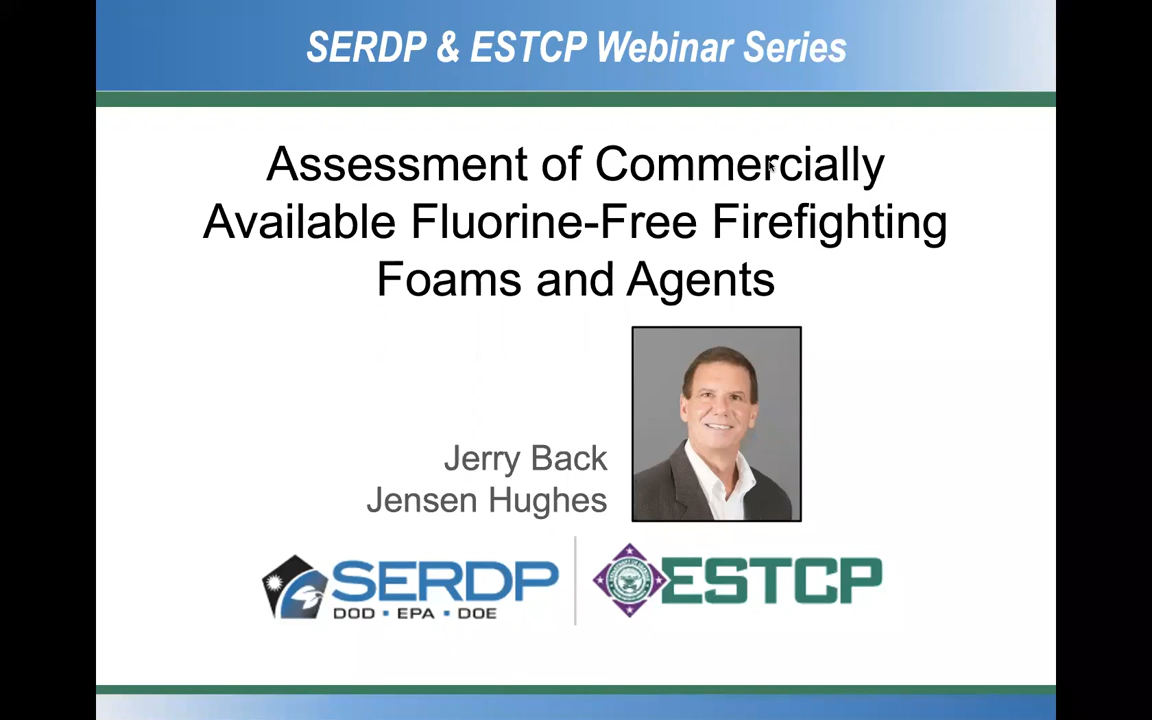 SERDP & ESTCP Webinar Series
Assessment of Commercially
Available Fluorine-Free Firefighting
Foams and Agents
Jerry Back
Jensen Hughes
SERDP
DOD ▪ EPA ▪ DOE
ESTCP